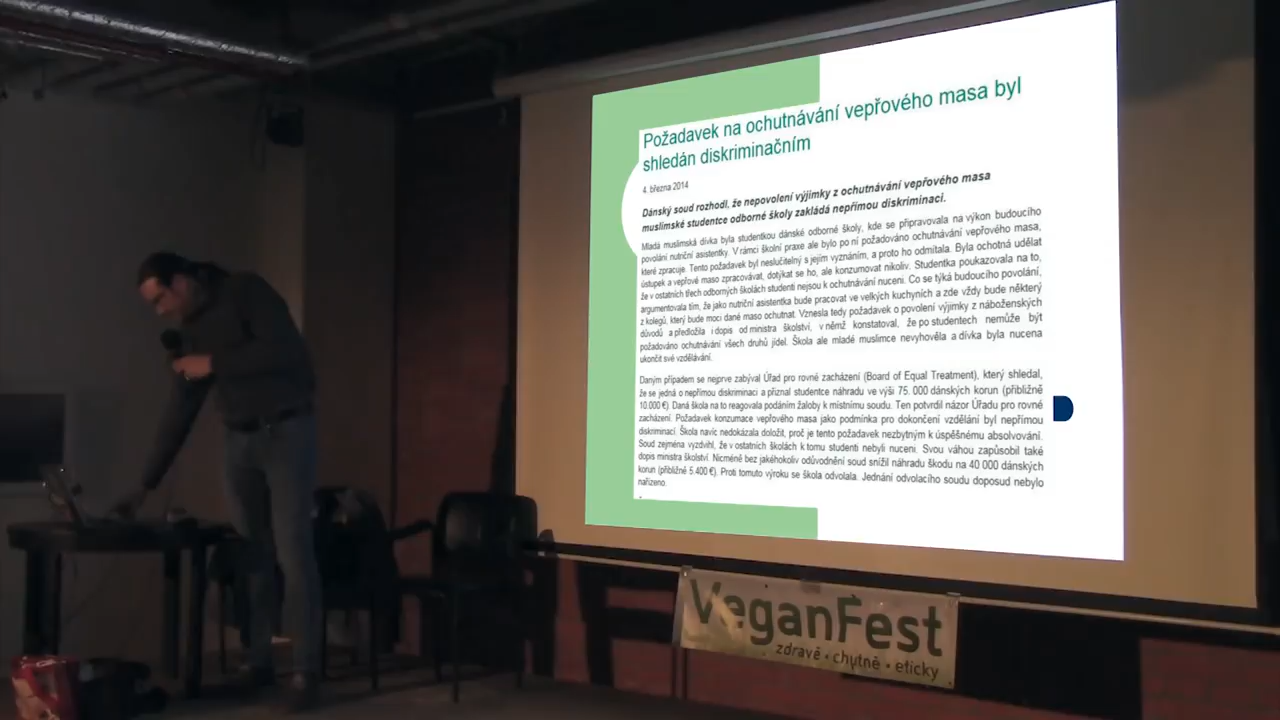 Požadavek na ochutnávání vepřového masa byl
shledán diskriminačním
4. března 2014
Dánský soud rozhodl, že nepovolení výjimky z ochutnávání vepřového masa
muslimské studentce odborné školy zakládá nepřímou diskriminaci.
Mladá muslimská dívka byla studentkou dánské odborné školy, kde se připravovala na výkon budoucího
povolání nutriční asistentky. V rámci školní praxe ale bylo po ní požadováno ochutnávání vepřového masa,
které zpracuje. Tento požadavek byl neslučitelný s jejím vyznáním, a proto ho odmítala. Byla ochotná udělat
ústupek a vepřové maso zpracovávat, dotýkat se ho, ale konzumovat nikoliv. Studentka poukazovala na to,
že v ostatních třech odborných školách studenti nejsou k ochutnávání nuceni. Co se týká budoucího povolání,
argumentovala tím, že jako nutriční asistentka bude pracovat ve velkých kuchyních a zde vždy bude některý
z kolegů, který bude moci dané maso ochutnat. Vznesla tedy požadavek o povolení výjimky z náboženských
důvodů a předložila i dopis od ministra školství, v němž konstatoval, že po studentech nemůže být
požadováno ochutnávání všech druhů jídel. Škola ale mladé muslimce nevyhověla a dívka byla nucena
ukončit své vzdělávání.
Daným případem se nejprve zabýval Úřad pro rovné zacházení (Board of Equal Treatment), který shledal,
že se jedná o nepřímou diskriminaci a přiznal studentce náhradu ve výši 75. 000 dánských korun (přibližně
10.000 €). Daná škola na to reagovala podáním žaloby k místnímu soudu. Ten potvrdil názor Úřadu pro rovné
zacházení. Požadavek konzumace vepřového masa jako podmínka pro dokončení vzdělání byl nepřímou
diskriminací. Škola navíc nedokázala doložit, proč je tento požadavek nezbytným k úspěšnému absolvování.
Soud zejména vyzdvihl, že v ostatních školách k tomu studenti nebyli nuceni. Svou váhou zapůsobil také
dopis ministra školství. Nicméně bez jakéhokoliv odůvodnění soud snížil náhradu škodu na 40 000 dánských
korun (přibližně 5.400 €). Proti tomuto výroku se škola odvolala. Jednání odvolacího soudu doposud nebylo
nařízeno.
VeganFest
zdravě • chutně • eticky